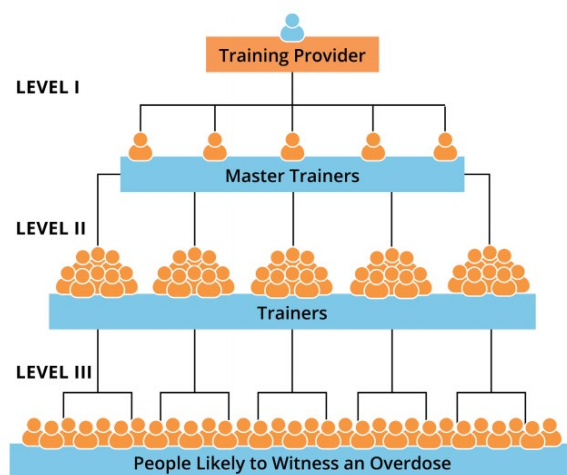 Training Provider
LEVEL I
Master Trainers
LEVEL II
Trainers
LEVEL III
People Likely to Witness an Overdose